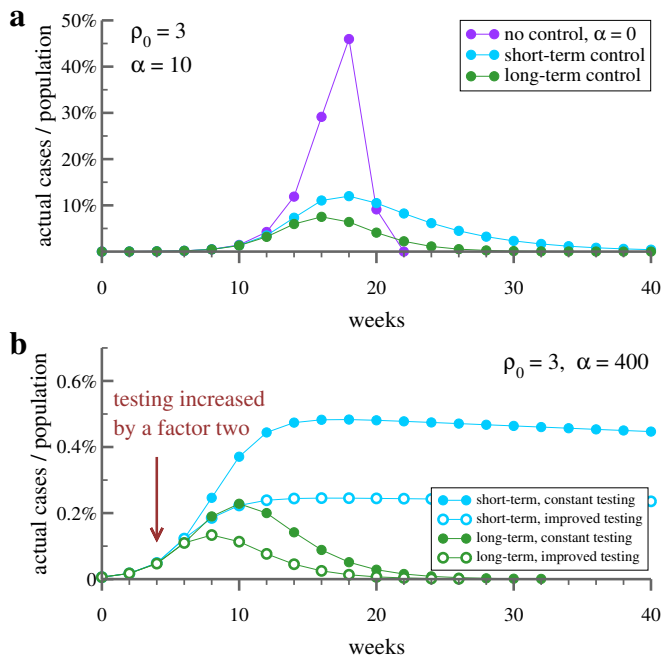 a
ρ0 = 3
α = 10
no control, α = 0
short-term control
long-term control
50%
40%
30%
20%
10%
actual cases / population
0 10 20 30 40
weeks
b
ρ0 = 3, α = 400
0.6%
0.4%
0.2%
0
actual cases / population
testing increased
by a factor two
short-term, constant testing
short-term, improved testing
long-term, constant testing
long-term, improved testing
0 10 20 30 40
weeks